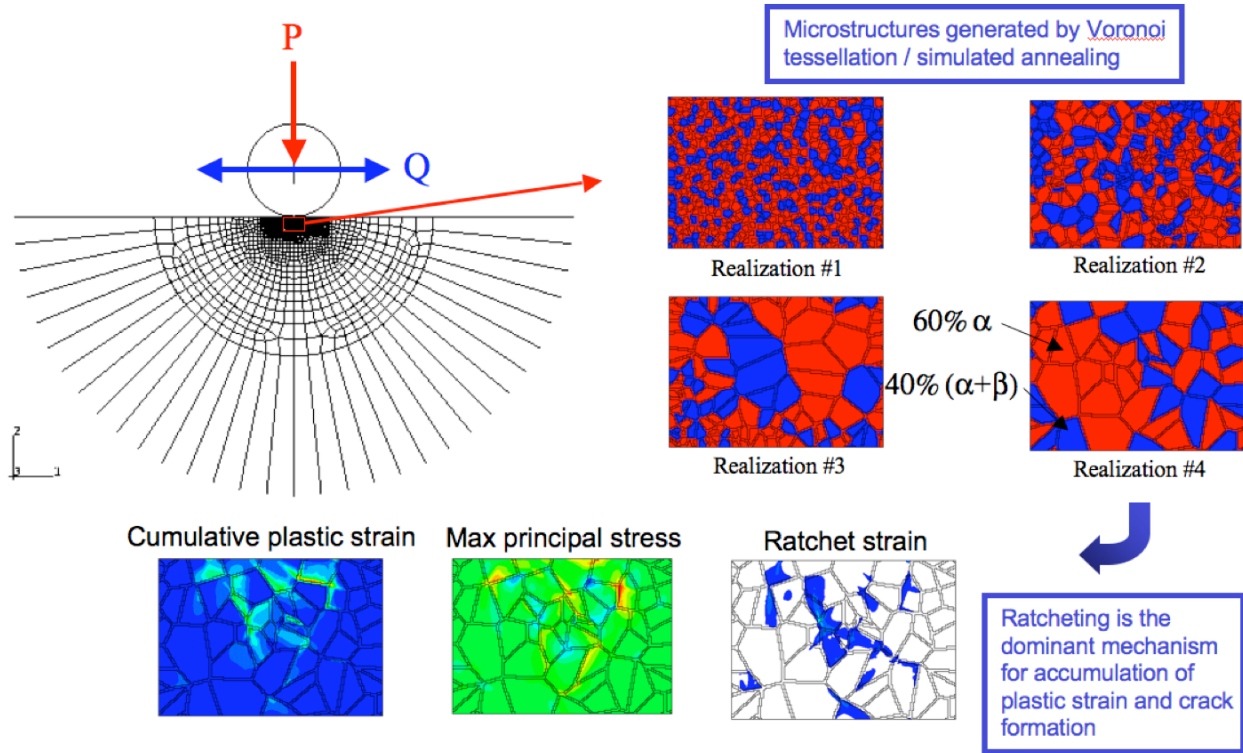 P
Q
2
3
1
Microstructures generated by Voronoi
tessellation / simulated annealing
Realization #1
Realization #2
60% α
40% (α+β)
Realization #3
Realization #4
Cumulative plastic strain
Max principal stress
Ratchet strain
Ratcheting is the
dominant mechanism
for accumulation of
plastic strain and crack
formation